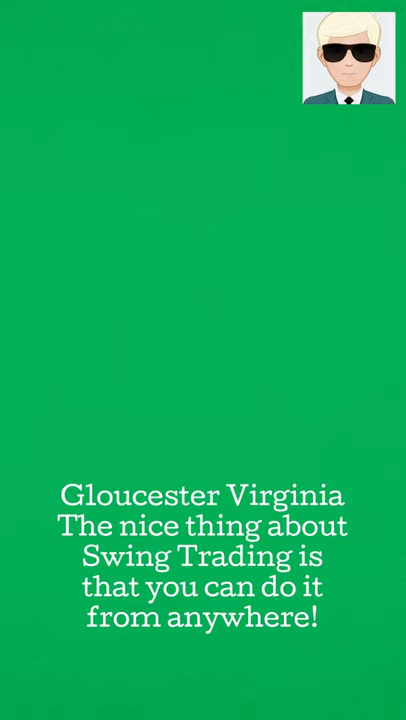 Gloucester Virginia
The nice thing about
Swing Trading is
that you can do it
from anywhere!